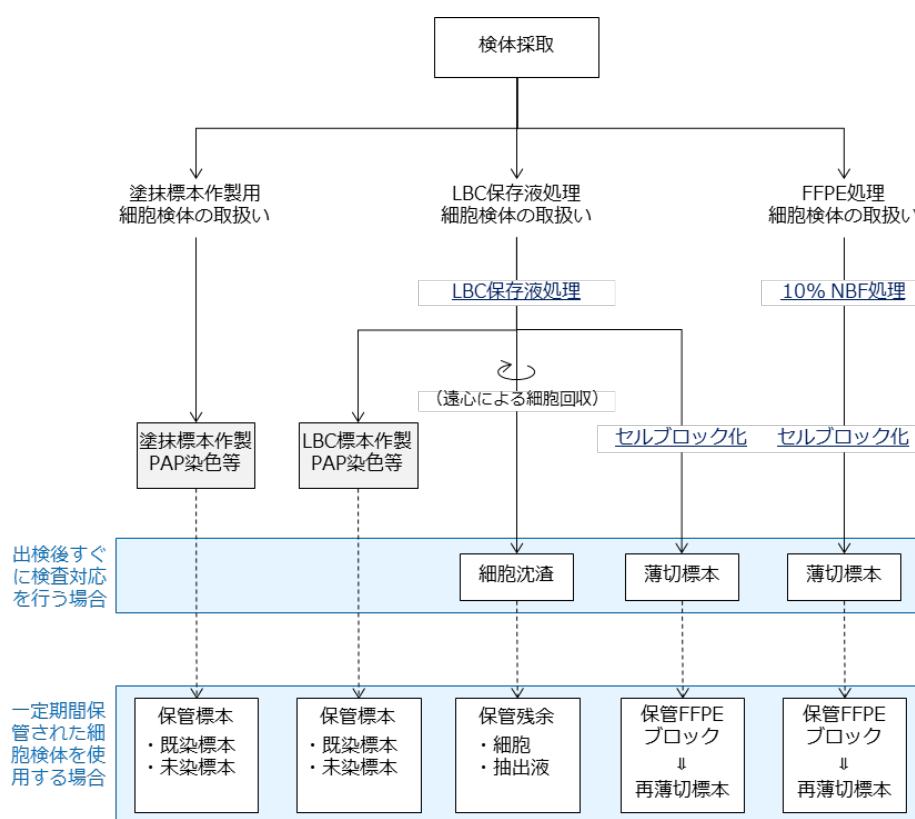 検体採取
塗抹標本作製用
細胞検体の取扱い
LBC保存液処理
細胞検体の取扱い
FFPE処理
細胞検体の取扱い
LBC保存液処理
10% NBF処理
（遠心による細胞回収）
塗抹標本作製
PAP染色等
LBC標本作製
PAP染色等
セルブロック化
セルブロック化
出検後すぐ
に検査対応
を行う場合
細胞沈渣
薄切標本
薄切標本
一定期間保
管された細
胞検体を使
用する場合
保管標本
・既染標本
・未染標本
保管標本
・既染標本
・未染標本
保管残余
・細胞
・抽出液
保管FFPE
ブロック
⇓
再薄切標本
保管FFPE
ブロック
⇓
再薄切標本